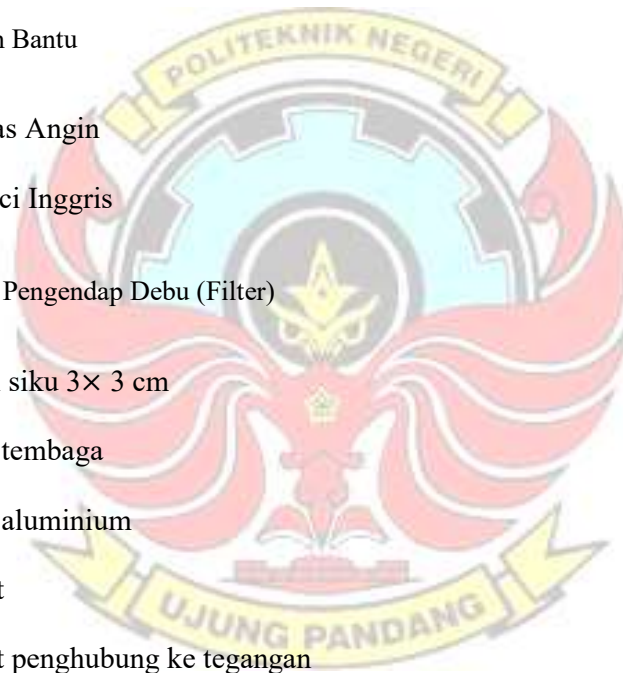 n Bantu
POLITEKNIK NEGERI
as Angin
ci Inggris
Pengendap Debu (Filter)
siku 3× 3 cm
tembaga
aluminium
t
UJUNG PANDANG
t penghubung ke tegangan